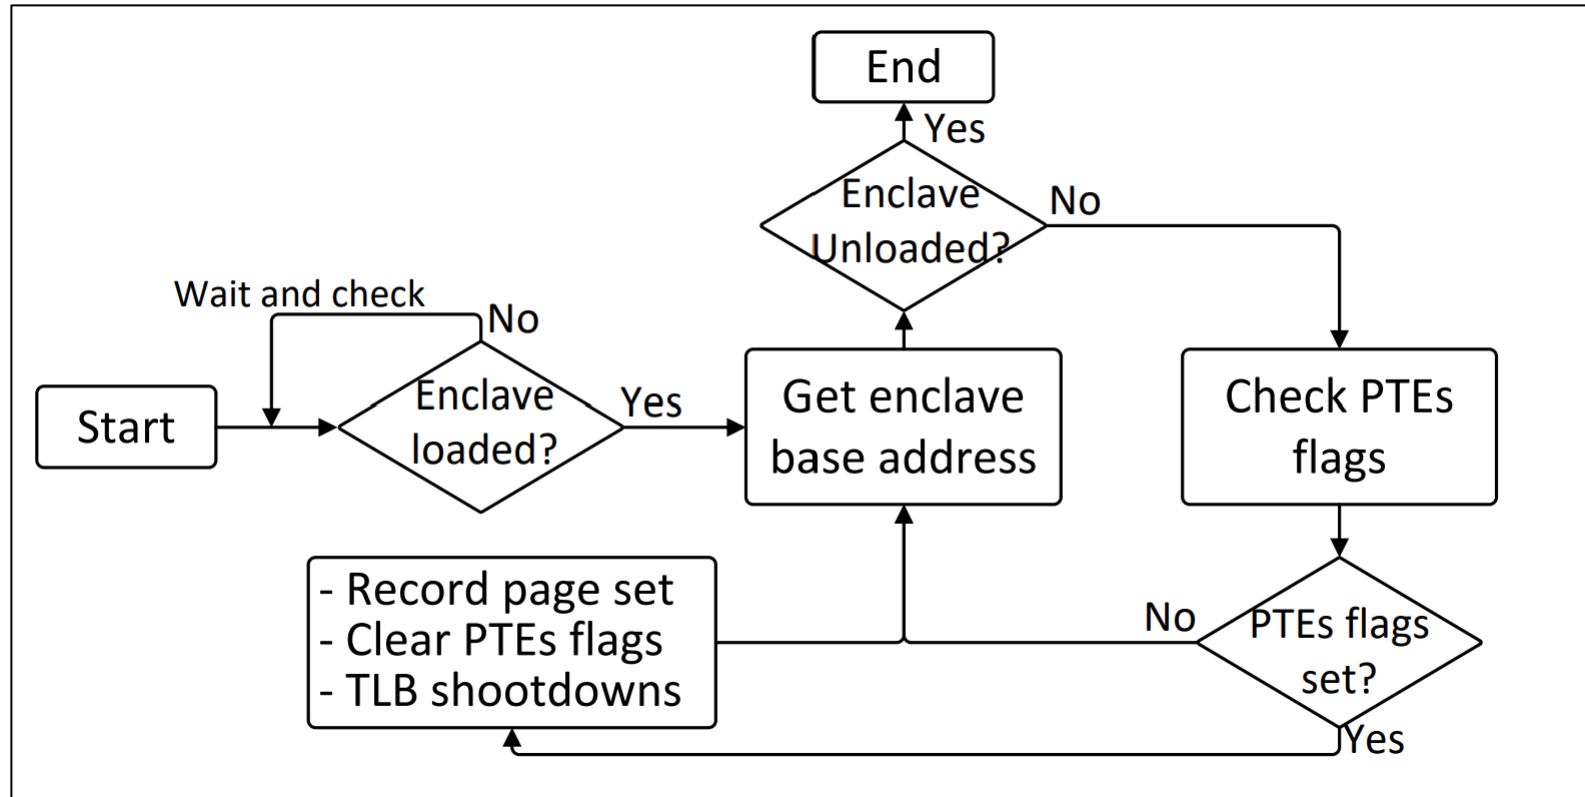 End
Yes
Enclave
Unloaded?
No
Wait and check
No
Start
Enclave
loaded?
Yes
Get enclave
base address
Check PTEs
flags
- Record page set
- Clear PTEs flags
- TLB shootdowns
No
PTEs flags
set?
Yes